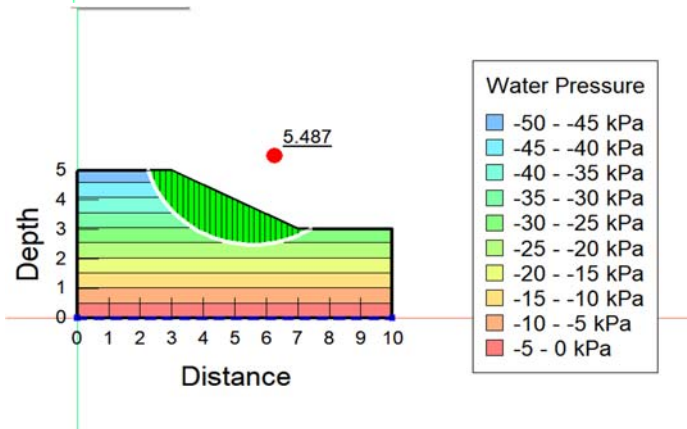 5.487
5
4
3
2
1
0
0 1 2 3 4 5 6 7 8 9 10
Depth
Distance
Water Pressure
-50 - -45 kPa
-45 - -40 kPa
-40 - -35 kPa
-35 - -30 kPa
-30 - -25 kPa
-25 - -20 kPa
-20 - -15 kPa
-15 - -10 kPa
-10 - -5 kPa
-5 - 0 kPa